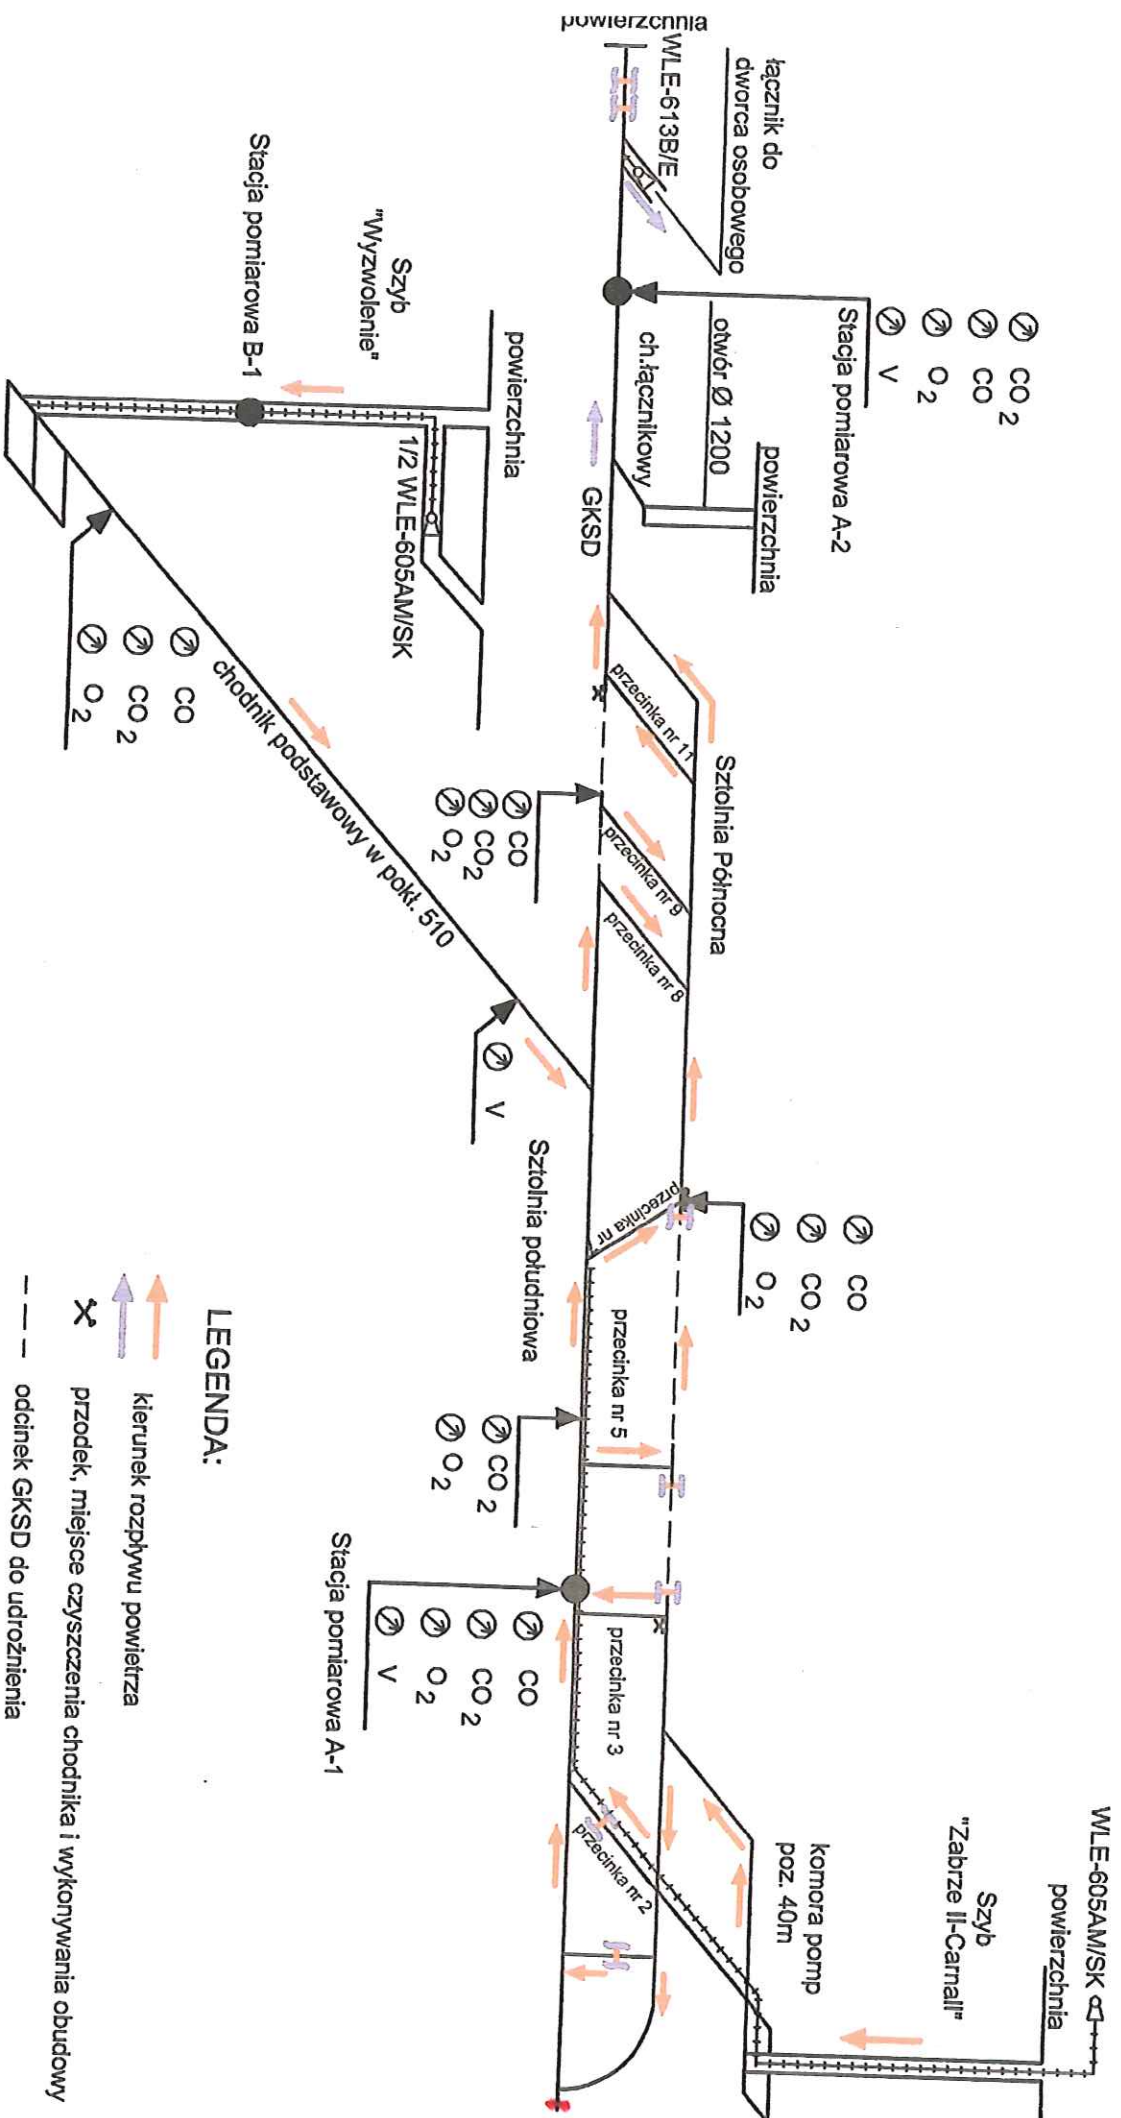 powierzchnia
WLE-613B/E
łącznik do
dworca osobowego
CO2
CO
O2
V
Stacja pomiarowa A-2
otwór Ø 1200
ch.łącznikowy
powierzchnia
GKSD
Stacja pomiarowa B-1
Szyb
"Wyzwolenie"
powierzchnia
1/2 WLE-605AM/SK
CO
CO2
O2
chodnik podstawowy w pokł. 510
V
przecinka nr 11
Sztolnia Północna
przecinka nr 9
przecinka nr 8
CO
CO2
O2
przecinka nr
CO
CO2
O2
Sztolnia południowa
przecinka nr 5
CO2
O2
Stacja pomiarowa A-1
CO
CO2
O2
V
przecinka nr 3
przecinka nr 2
komora pomp
poz. 40m
Szyb
"Zabrze II-Carnall"
powierzchnia
WLE-605AM/SK
LEGENDA:
kierunek rozpływu powietrza
przodek, miejsce czyszczenia chodnika i wykonywania obudowy
odcinek GKSD do udrożnienia